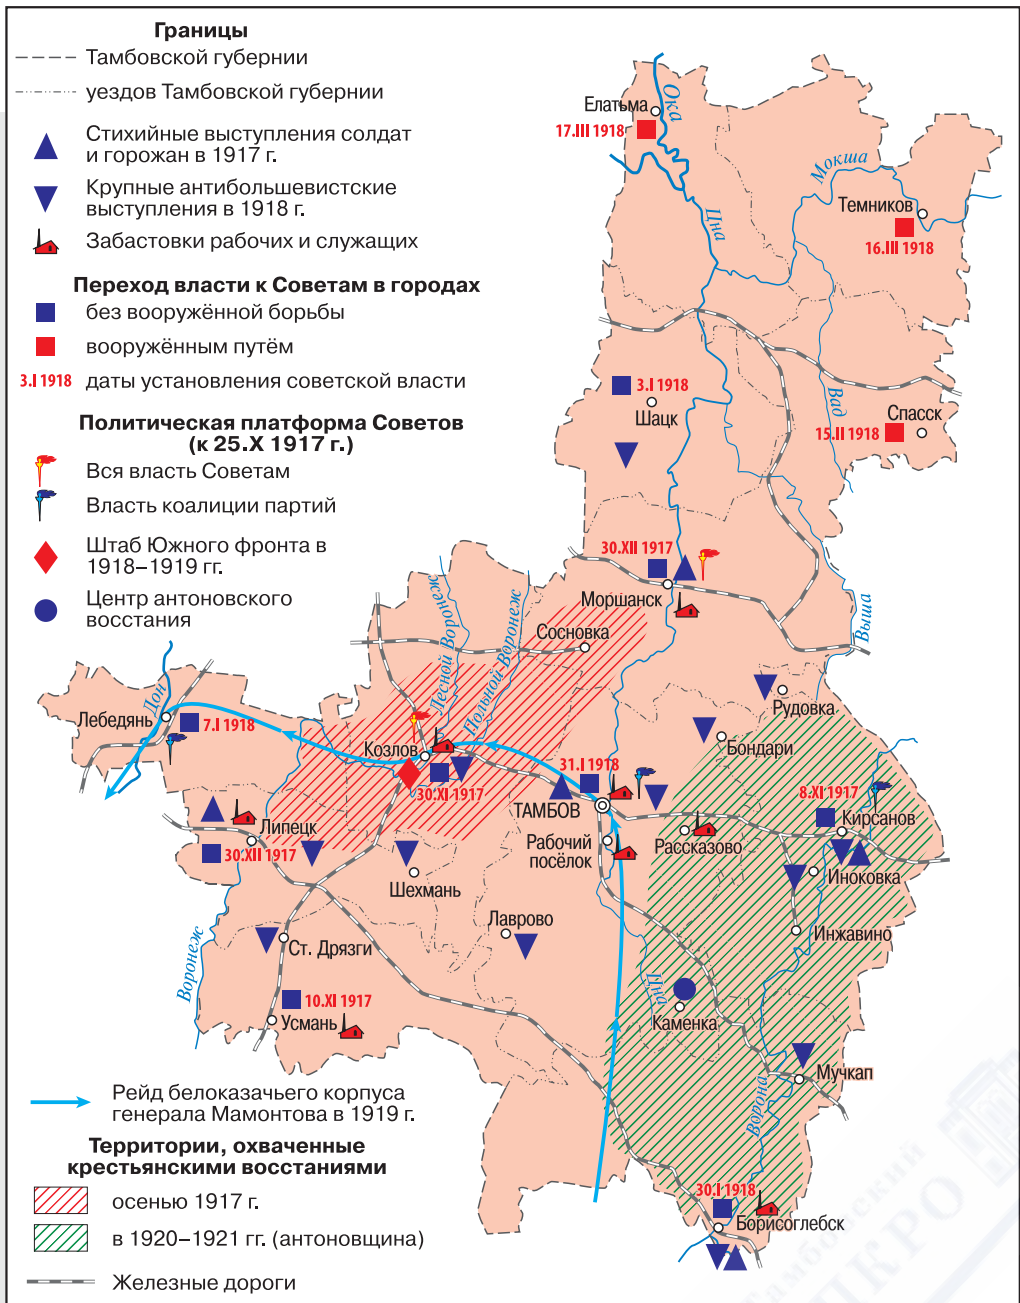 Границы
Тамбовской губернии
уездов Тамбовской губернии
Стихийные выступления солдат
и горожан в 1917 г.
Крупные антибольшевистские
выступления в 1918 г.
Забастовки рабочих и служащих
Переход власти к Советам в городах
без вооружённой борьбы
вооружённым путём
3.I 1918 даты установления советской власти
Политическая платформа Советов
(к 25.X 1917 г.)
Вся власть Советам
Власть коалиции партий
Штаб Южного фронта в
1918–1919 гг.
Центр антоновского
восстания
Елатьма
17.III 1918
Ока
Мокша
Цна
Темников
16.III 1918
3.I 1918
Шацк
Вад
Спасск
15.II 1918
30.XII 1917
Моршанск
Выша
Лесной Воронеж
Польной Воронеж
Сосновка
Дон
Лебедянь
7.I 1918
Рудовка
Бондари
Козлов
30.XI 1917
31.I 1918
ТАМБОВ
8.XI 1917
Кирсанов
Липецк
30.XII 1917
Рабочий
посёлок
Рассказово
Шехмань
Иноковка
Лаврово
Инжавино
Ст. Дрязги
Воронеж
10.XI 1917
Усмань
Цна
Каменка
Мучкап
Ворона
30.I 1918
Борисоглебск
Рейд белоказачьего корпуса
генерала Мамонтова в 1919 г.
Территории, охваченные
крестьянскими восстаниями
осенью 1917 г.
в 1920–1921 гг. (антоновщина)
Железные дороги
Тамбовский
ИКРО